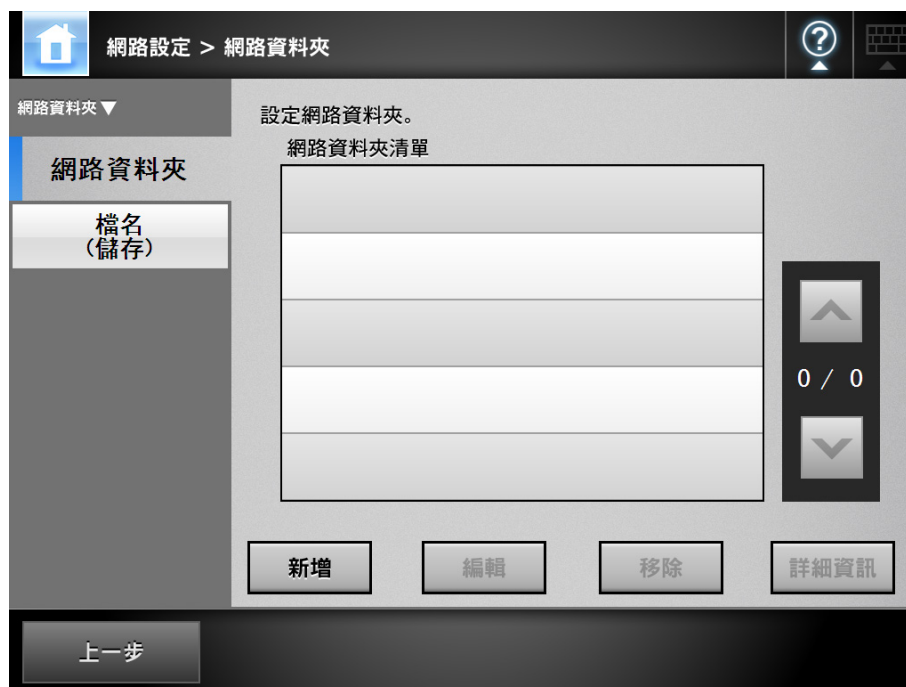 網路設定 > 網路資料夾
網路資料夾▼
網路資料夾
檔名
(儲存)
設定網路資料夾。
網路資料夾清單
0 / 0
新增
編輯
移除
詳細資訊
上一步